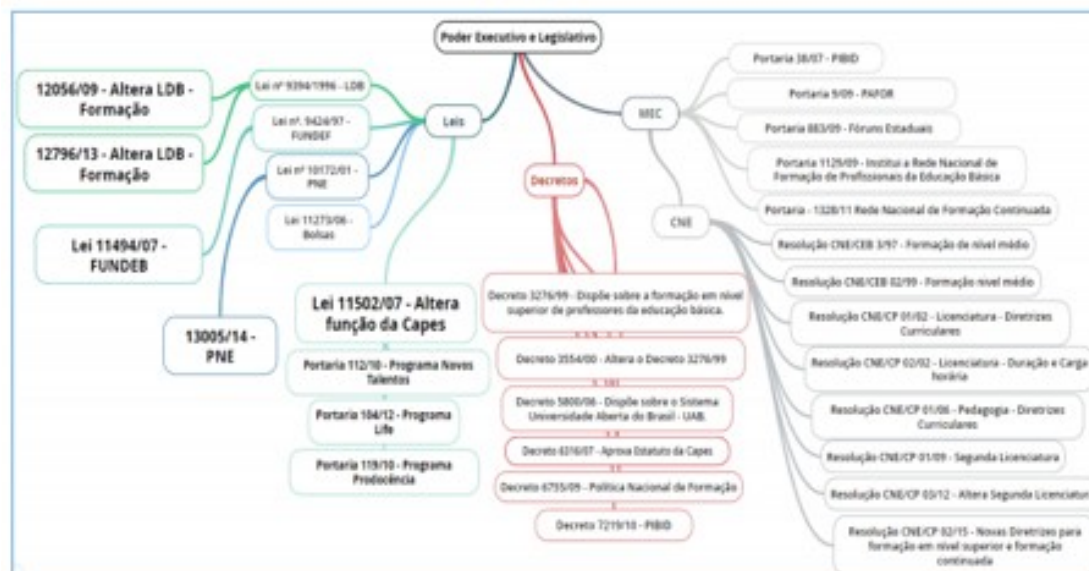 Poder Executivo e Legislativo
Leis
Lei nº 9394/1996 - LDB
12056/09 - Altera LDB -
Formação
12796/13 - Altera LDB -
Formação
Lei nº. 9424/97 -
FUNDEF
Lei 11494/07 -
FUNDEB
Lei nº 10172/01 -
PNE
13005/14 -
PNE
Lei 11273/06 -
Bolsas
Lei 11502/07 - Altera
função da Capes
Portaria 112/10 - Programa Novos
Talentos
Portaria 104/12 - Programa
Life
Portaria 119/10 - Programa
Prodocência
Decretos
Decreto 3276/99 - Dispõe sobre a formação em nível
superior de professores da educação básica.
Decreto 3554/00 - Altera o Decreto 3276/99
Decreto 5800/06 - Dispõe sobre o Sistema
Universidade Aberta do Brasil - UAB.
Decreto 6316/07 - Aprova Estatuto da Capes
Decreto 6755/09 - Política Nacional de Formação
Decreto 7219/10 - PIBID
MEC
Portaria 38/07 - PIBID
Portaria 9/09 - PAFOR
Portaria 883/09 - Fóruns Estaduais
Portaria 1129/09 - Institui a Rede Nacional de
Formação de Profissionais da Educação Básica
Portaria - 1328/11 Rede Nacional de Formação Continuada
CNE
Resolução CNE/CEB 3/97 - Formação de nível médio
Resolução CNE/CEB 02/99 - Formação nível médio
Resolução CNE/CP 01/02 - Licenciatura - Diretrizes
Curriculares
Resolução CNE/CP 02/02 - Licenciatura - Duração e Carga
horária
Resolução CNE/CP 01/06 - Pedagogia - Diretrizes
Curriculares
Resolução CNE/CP 01/09 - Segunda Licenciatura
Resolução CNE/CP 03/12 - Altera Segunda Licenciatura
Resolução CNE/CP 02/15 - Novas Diretrizes para
formação em nível superior e formação
continuada